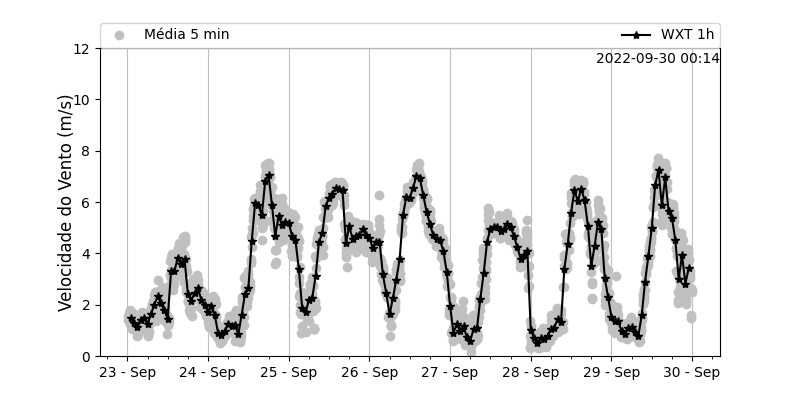 Média 5 min
WXT 1h
2022-09-30 00:14
Velocidade do Vento (m/s)
12
10
8
6
4
2
0
23 - Sep
24 - Sep
25 - Sep
26 - Sep
27 - Sep
28 - Sep
29 - Sep
30 - Sep